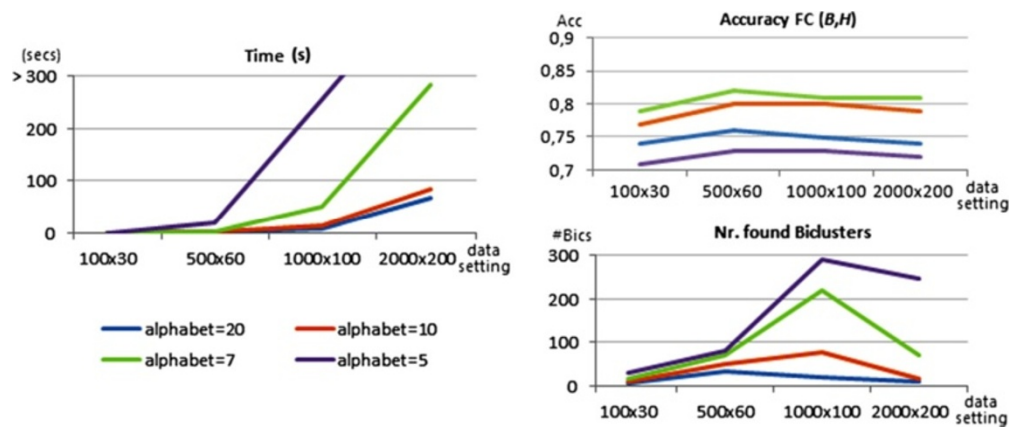 Time (s)
(secs)
> 300
200
100
0
100x30 500x60 1000x100 2000x200 data setting
alphabet=20 alphabet=10
alphabet=7 alphabet=5
Accuracy FC (B,H)
Acc
0,9
0,85
0,8
0,75
0,7
100x30 500x60 1000x100 2000x200 data setting
Nr. found Biclusters
#Bics
300
200
100
0
100x30 500x60 1000x100 2000x200 data setting